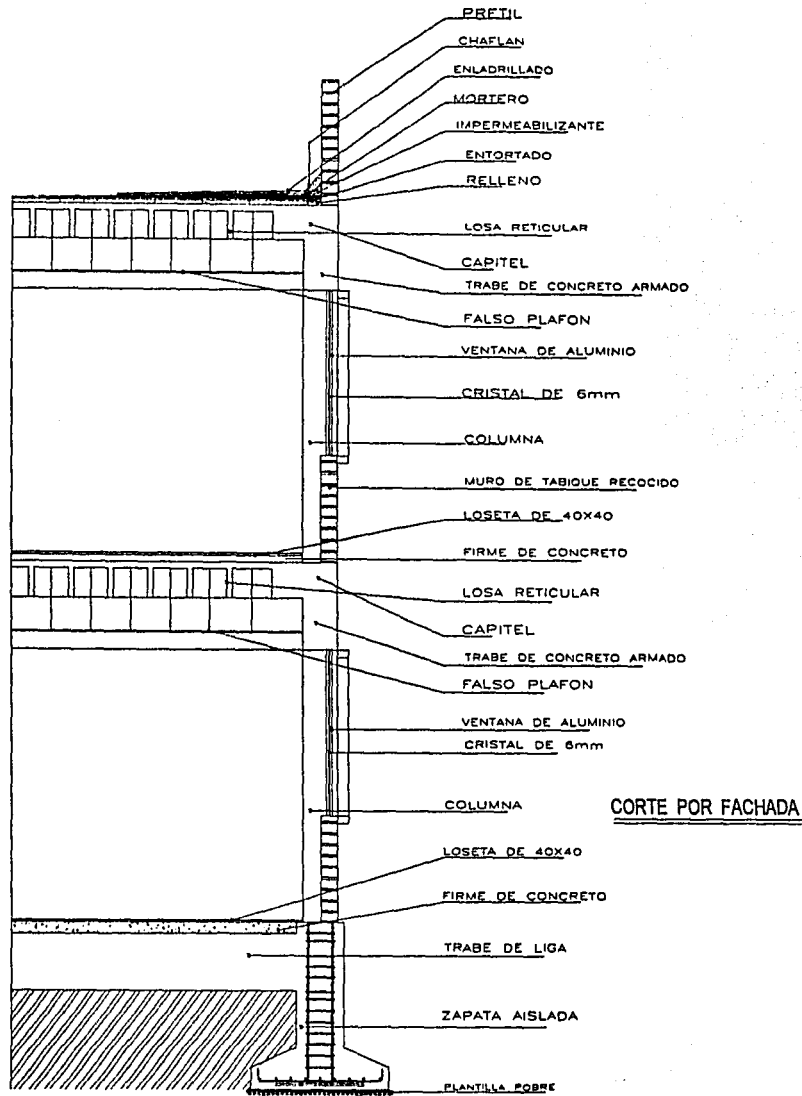 PRETIL
CHAFLAN
ENLADRILLADO
MORTERO
IMPERMEABILIZANTE
ENTORTADO
RELLENO
LOSA RETICULAR
CAPITEL
TRABE DE CONCRETO ARMADO
FALSO PLAFON
VENTANA DE ALUMINIO
CRISTAL DE 6mm
COLUMNA
MURO DE TABIQUE RECOCIDO
LOSETA DE 40X40
FIRME DE CONCRETO
LOSA RETICULAR
CAPITEL
TRABE DE CONCRETO ARMADO
FALSO PLAFON
VENTANA DE ALUMINIO
CRISTAL DE 6mm
COLUMNA
CORTE POR FACHADA
LOSETA DE 40X40
FIRME DE CONCRETO
TRABE DE LIGA
ZAPATA AISLADA
PLANTILLA POBRE